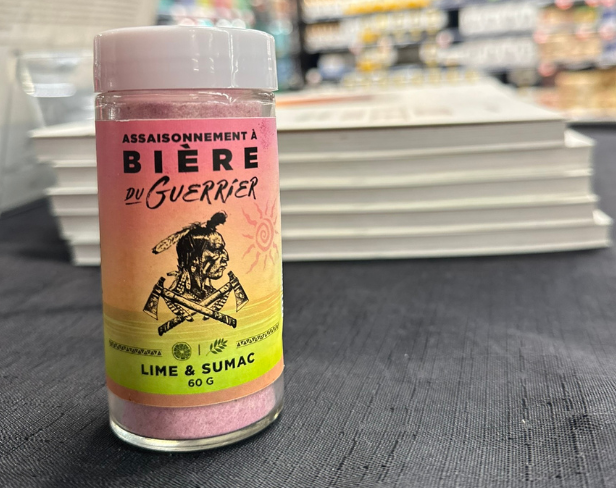 ASSAISONNEMENT À
BIÈRE
DU GUERRIER
LIME & SUMAC
60 G